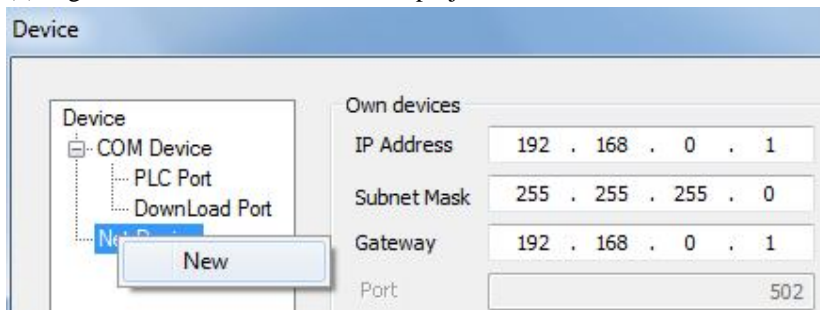 Device
Device
COM Device
PLC Port
DownLoad Port
New
Own devices
IP Address 192 . 168 . 0 . 1
Subnet Mask 255 . 255 . 255 . 0
Gateway 192 . 168 . 0 . 1
Port 502